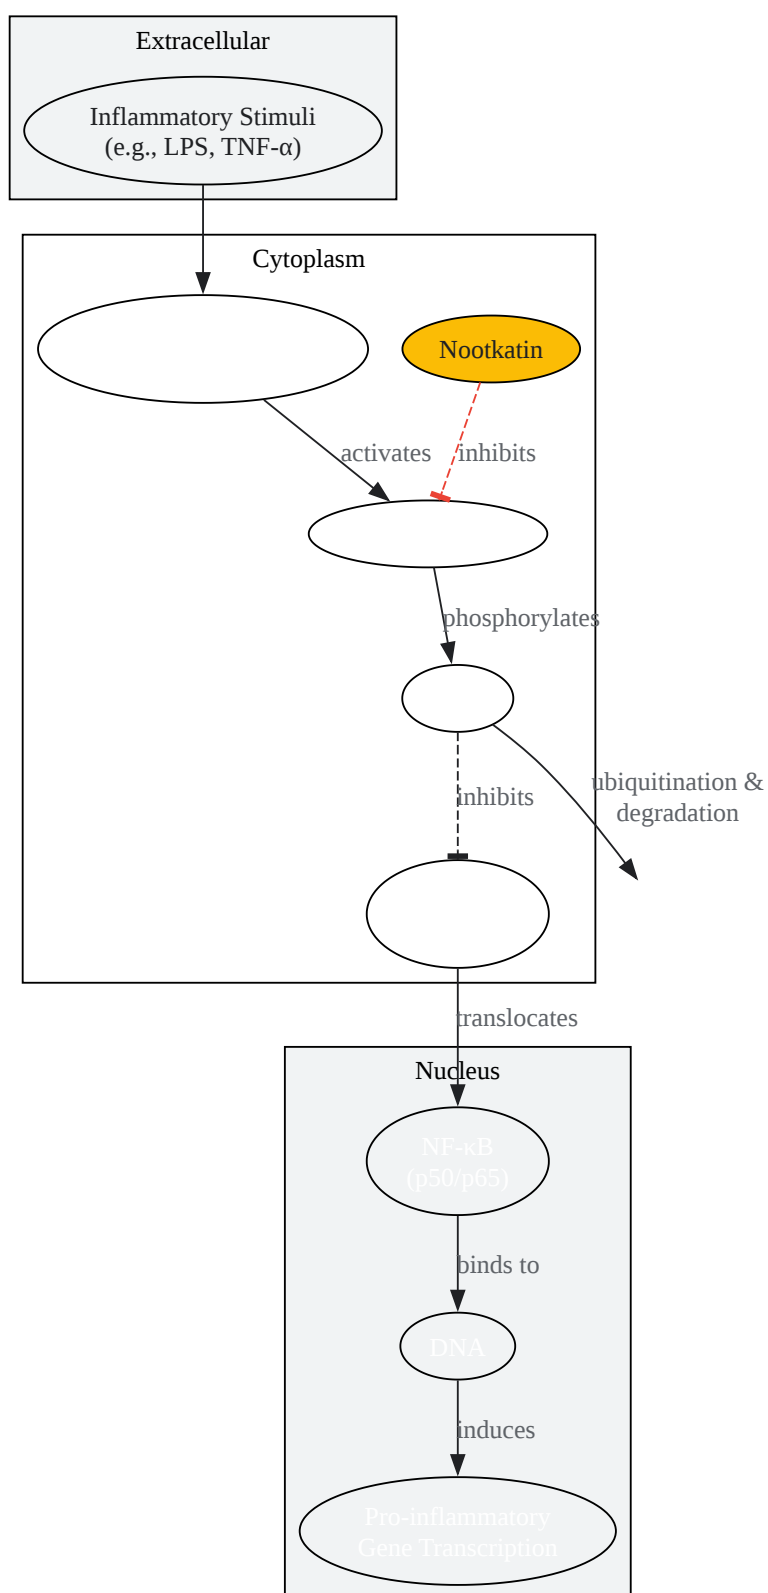 Extracellular
Inflammatory Stimuli
(e.g., LPS, TNF-α)
Cytoplasm
Nootkatin
activates
inhibits
phosphorylates
inhibits
ubiquitination &
degradation
translocates
Nucleus
NF-κB
(p50/p65)
binds to
DNA
induces
Pro-inflammatory
Gene Transcription